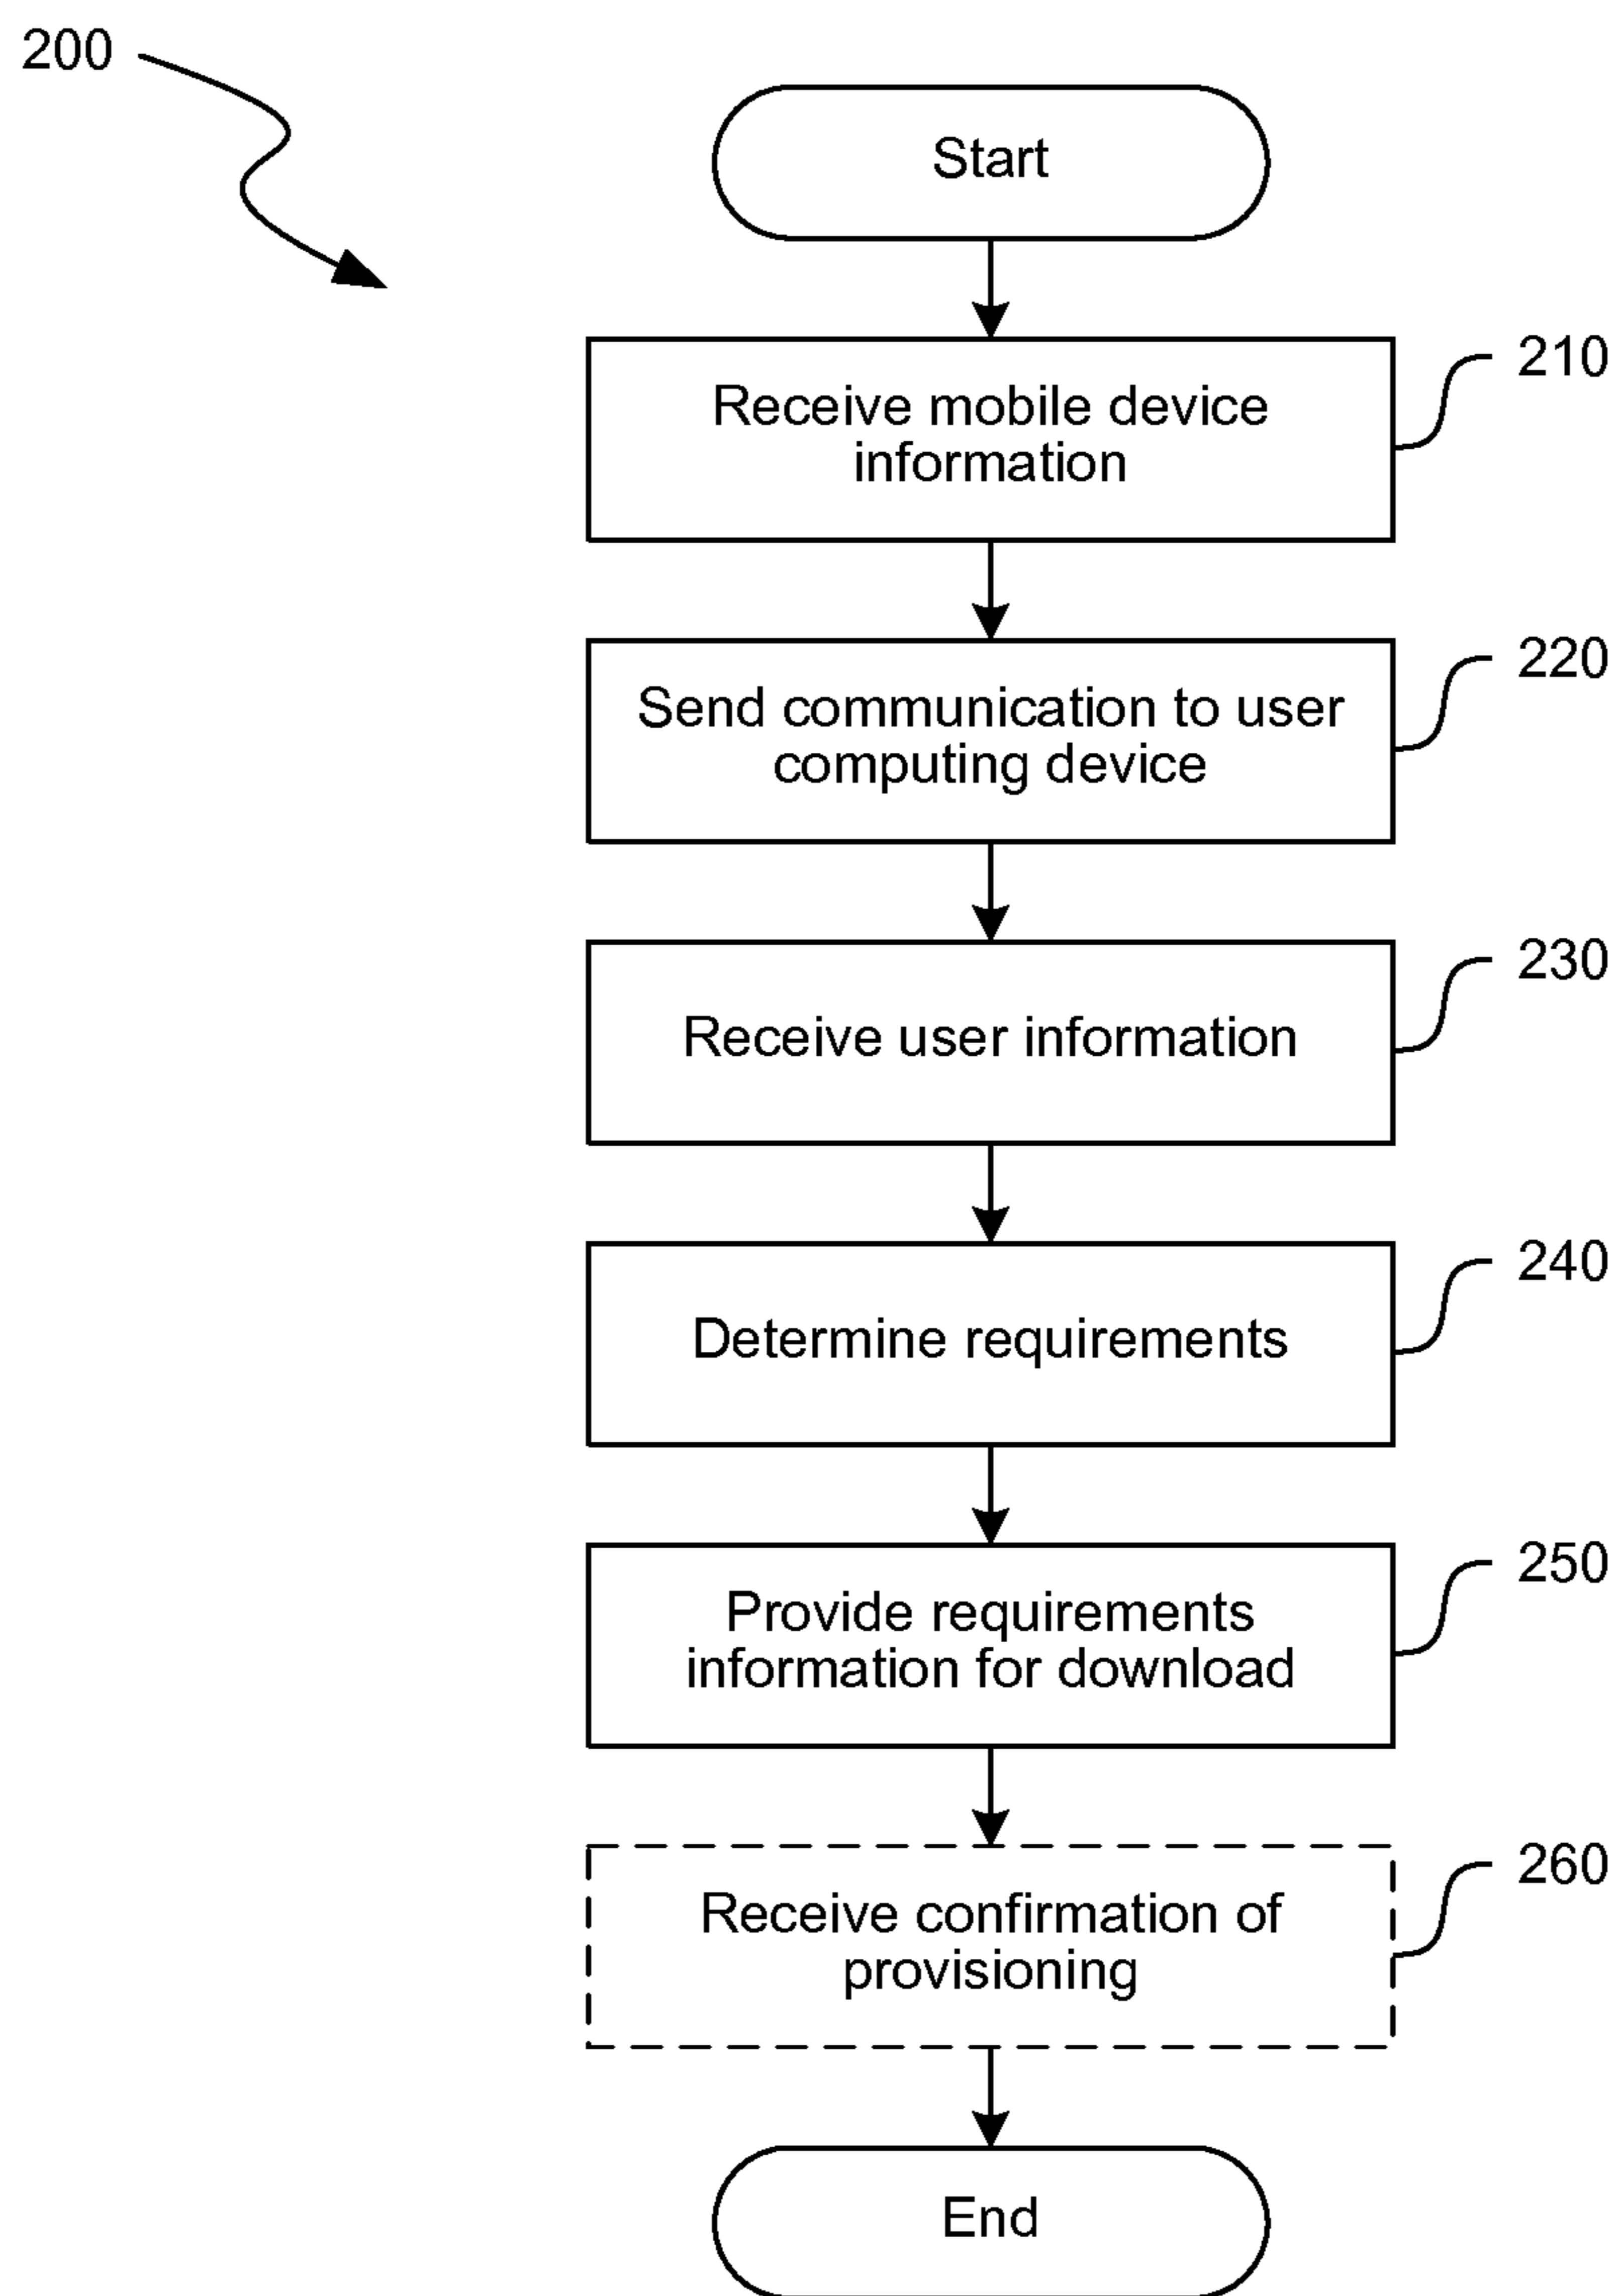 200
Start
Receive mobile device
information
210
Send communication to user
computing device
220
Receive user information
230
Determine requirements
240
Provide requirements
information for download
250
Receive confirmation of
provisioning
260
End